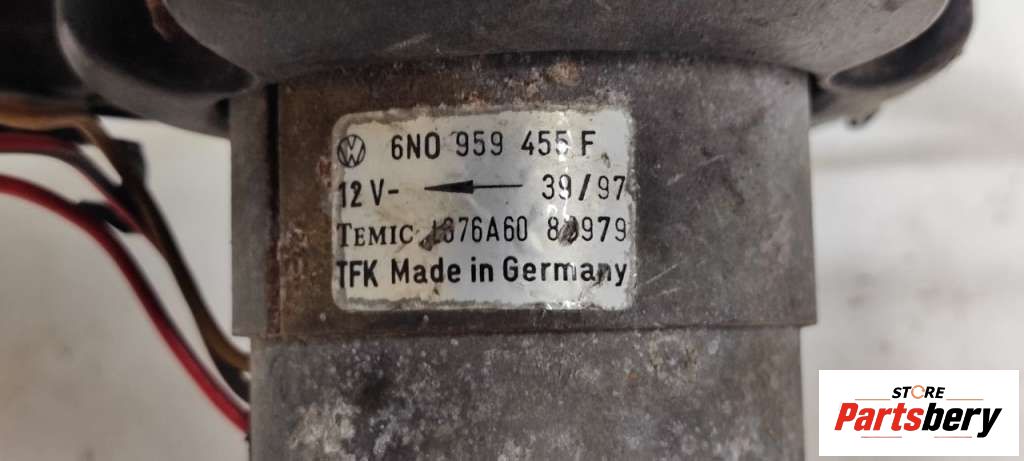 6N0 959 455 F
12 V- 39/97
TEMIC
TFK Made in Germany
STORE
Partsbery